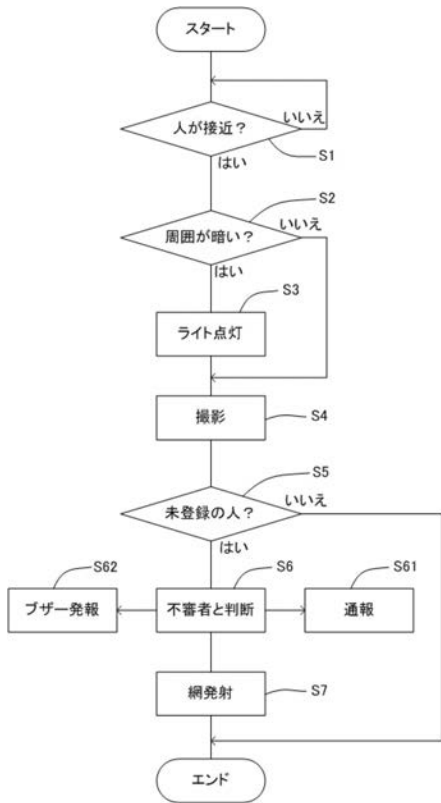 スタート
人が接近？
いいえ
S1
はい
S2
周囲が暗い？
いいえ
はい
S3
ライト点灯
撮影
S4
S5
未登録の人？
いいえ
はい
S62
S6
S61
ブザー発報
不審者と判断
通報
網発射
S7
エンド